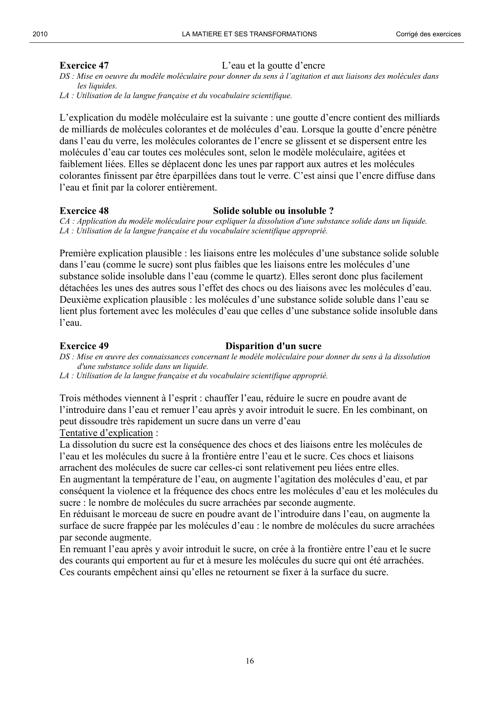 2010 LA MATIERE ET SES TRANSFORMATIONS Corrigé des exercices
Exercice 47 L'eau et la goutte d'encre
DS : Mise en oeuvre du modèle moléculaire pour donner du sens à l'agitation et aux liaisons des molécules dans
les liquides.
LA : Utilisation de la langue française et du vocabulaire scientifique.
L'explication du modèle moléculaire est la suivante : une goutte d'encre contient des milliards
de milliards de molécules colorantes et de molécules d'eau. Lorsque la goutte d'encre pénètre
dans l'eau du verre, les molécules colorantes de l'encre se glissent et se dispersent entre les
molécules d'eau car toutes ces molécules sont, selon le modèle moléculaire, agitées et
faiblement liées. Elles se déplacent donc les unes par rapport aux autres et les molécules
colorantes finissent par être éparpillées dans tout le verre. C'est ainsi que l'encre diffuse dans
l'eau et finit par la colorer entièrement.
Exercice 48 Solide soluble ou insoluble ?
CA : Application du modèle moléculaire pour expliquer la dissolution d'une substance solide dans un liquide.
LA : Utilisation de la langue française et du vocabulaire scientifique approprié.
Première explication plausible : les liaisons entre les molécules d'une substance solide soluble
dans l'eau (comme le sucre) sont plus faibles que les liaisons entre les molécules d'une
substance solide insoluble dans l'eau (comme le quartz). Elles seront donc plus facilement
détachées les unes des autres sous l'effet des chocs ou des liaisons avec les molécules d'eau.
Deuxième explication plausible : les molécules d'une substance solide soluble dans l'eau se
lient plus fortement avec les molécules d'eau que celles d'une substance solide insoluble dans
l'eau.
Exercice 49 Disparition d'un sucre
DS : Mise en œuvre des connaissances concernant le modèle moléculaire pour donner du sens à la dissolution
d'une substance solide dans un liquide.
LA : Utilisation de la langue française et du vocabulaire scientifique approprié.
Trois méthodes viennent à l'esprit : chauffer l'eau, réduire le sucre en poudre avant de
l'introduire dans l'eau et remuer l'eau après y avoir introduit le sucre. En les combinant, on
peut dissoudre très rapidement un sucre dans un verre d'eau
Tentative d'explication :
La dissolution du sucre est la conséquence des chocs et des liaisons entre les molécules de
l'eau et les molécules du sucre à la frontière entre l'eau et le sucre. Ces chocs et liaisons
arrachent des molécules de sucre car celles-ci sont relativement peu liées entre elles.
En augmentant la température de l'eau, on augmente l'agitation des molécules d'eau, et par
conséquent la violence et la fréquence des chocs entre les molécules d'eau et les molécules du
sucre : le nombre de molécules du sucre arrachées par seconde augmente.
En réduisant le morceau de sucre en poudre avant de l'introduire dans l'eau, on augmente la
surface de sucre frappée par les molécules d'eau : le nombre de molécules du sucre arrachées
par seconde augmente.
En remuant l'eau après y avoir introduit le sucre, on crée à la frontière entre l'eau et le sucre
des courants qui emportent au fur et à mesure les molécules du sucre qui ont été arrachées.
Ces courants empêchent ainsi qu'elles ne retournent se fixer à la surface du sucre.
16